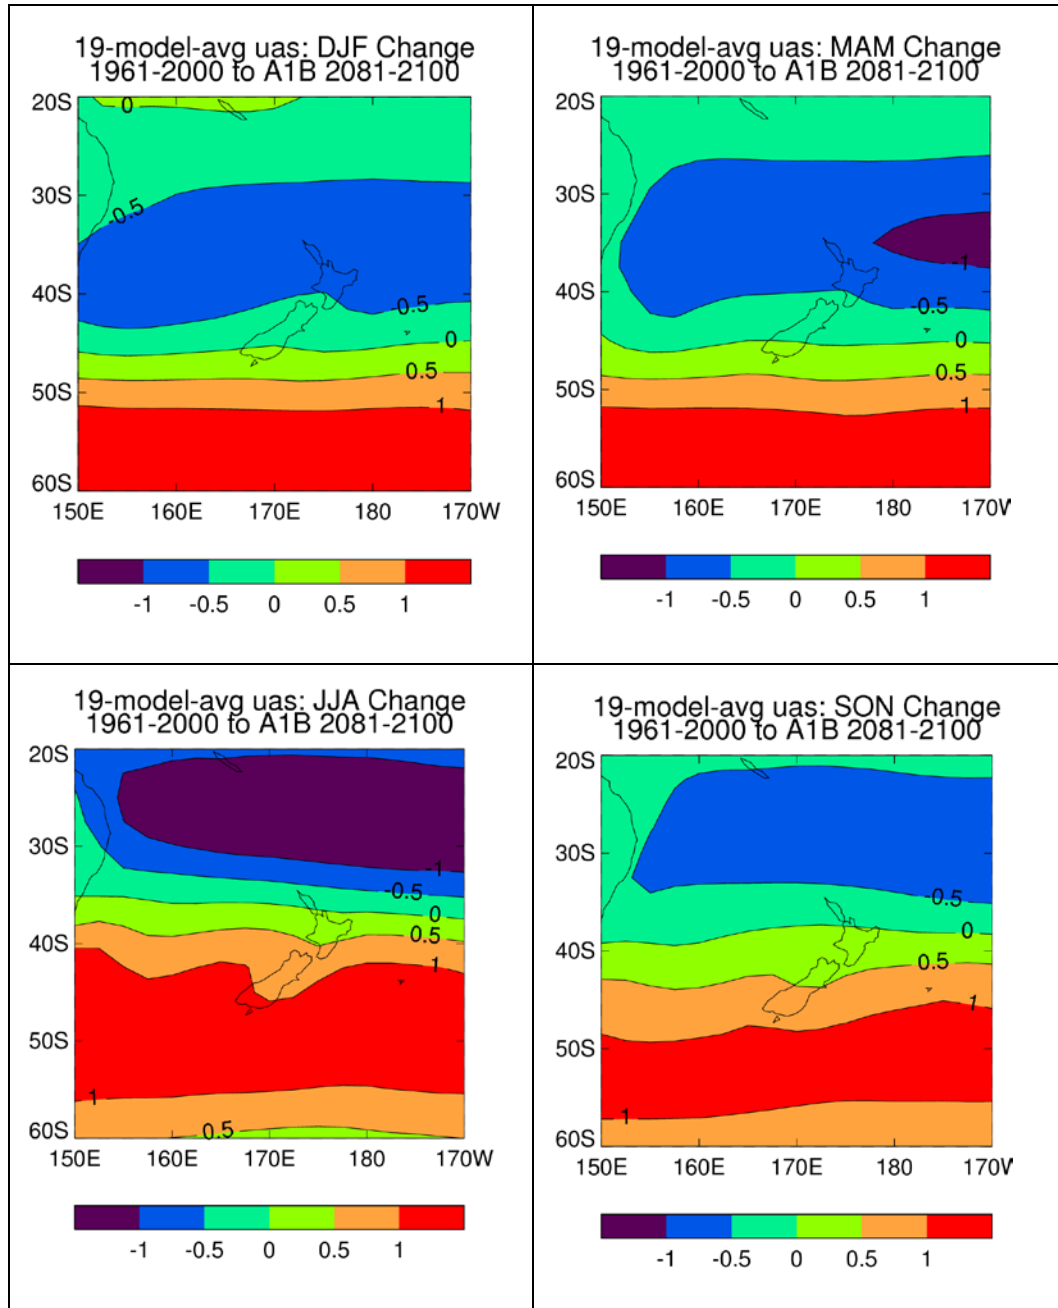 19-model-avg uas: DJF Change
1961-2000 to A1B 2081-2100
20S
30S
40S
50S
60S
0
-0.5
-0.5
0
0.5
1
150E 160E 170E 180 170W
-1 -0.5 0 0.5 1
19-model-avg uas: MAM Change
1961-2000 to A1B 2081-2100
20S
30S
40S
50S
60S
-1
-0.5
0
0.5
1
150E 160E 170E 180 170W
-1 -0.5 0 0.5 1
19-model-avg uas: JJA Change
1961-2000 to A1B 2081-2100
20S
30S
40S
50S
60S
-1
-0.5
0
0.5
1
1
0.5
150E 160E 170E 180 170W
-1 -0.5 0 0.5 1
19-model-avg uas: SON Change
1961-2000 to A1B 2081-2100
20S
30S
40S
50S
60S
-0.5
0
0.5
1
1
150E 160E 170E 180 170W
-1 -0.5 0 0.5 1